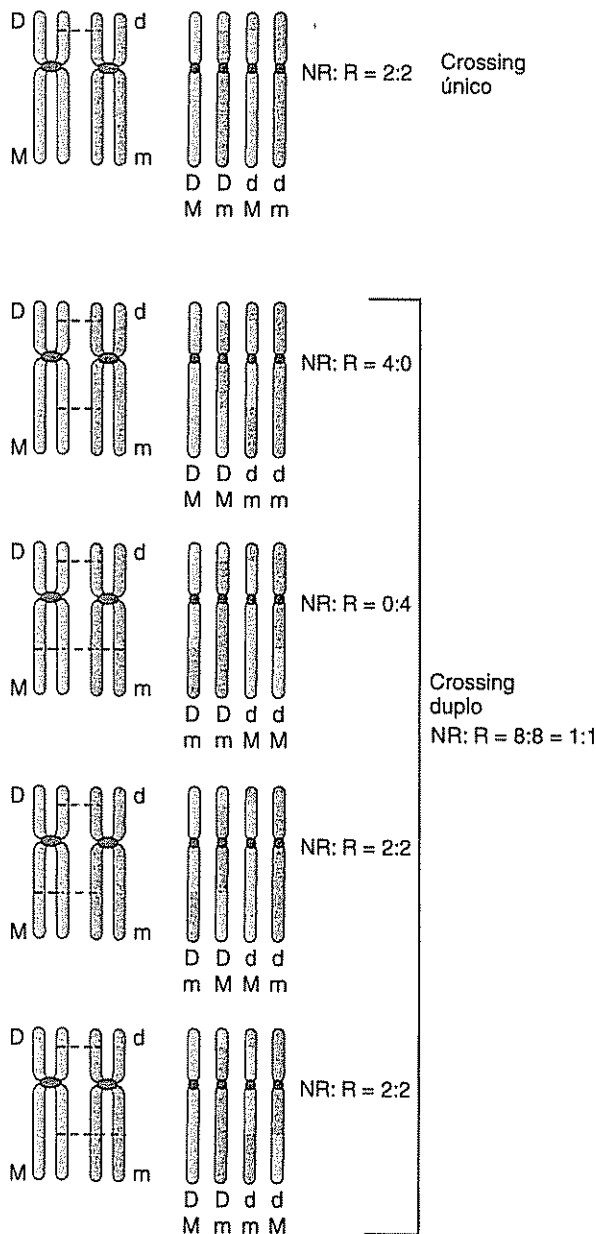 D d
NR: R = 2:2
Crossing
único
M m
D D d d
M m M m
D d
NR: R = 4:0
M m
D D d d
M M m m
D d
NR: R = 0:4
M m
D D d d
m m M M
Crossing
duplo
NR: R = 8:8 = 1:1
D d
NR: R = 2:2
M m
D D d d
m M M m
D d
NR: R = 2:2
M m
D D d d
M m m M